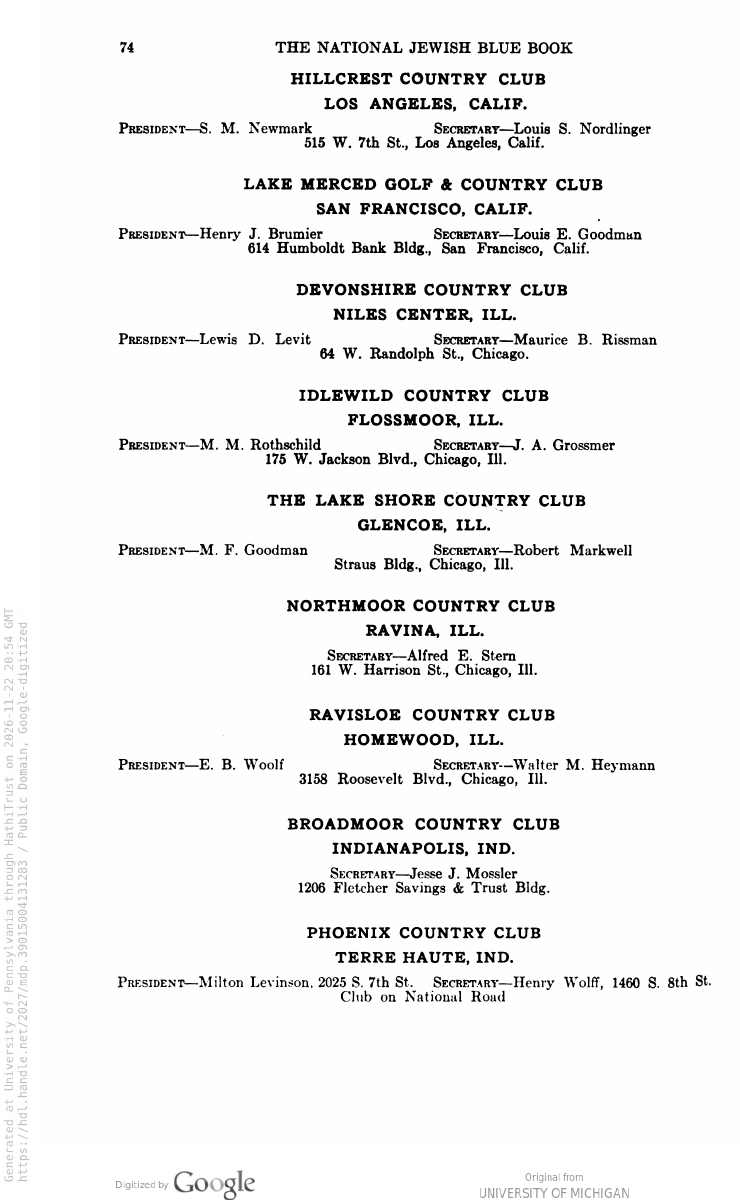 74 THE NATIONAL JEWISH BLUE BOOK
HILLCREST COUNTRY CLUB
LOS ANGELES, CALIF.
PRESIDENT—S. M. Newmark SECRETARY—Louis S. Nordlinger
515 W. 7th St., Los Angeles, Calif.
LAKE MERCED GOLF & COUNTRY CLUB
SAN FRANCISCO, CALIF.
PRESIDENT—Henry J. Brumier SECRETARY—Louis E. Goodman
614 Humboldt Bank Bldg., San Francisco, Calif.
DEVONSHIRE COUNTRY CLUB
NILES CENTER, ILL.
PRESIDENT—Lewis D. Levit SECRETARY—Maurice B. Rissman
64 W. Randolph St., Chicago.
IDLEWILD COUNTRY CLUB
FLOSSMOOR, ILL.
PRESIDENT—M. M. Rothschild SECRETARY—J. A. Grossmer
175 W. Jackson Blvd., Chicago, Ill.
THE LAKE SHORE COUNTRY CLUB
GLENCOE, ILL.
PRESIDENT—M. F. Goodman SECRETARY—Robert Markwell
Straus Bldg., Chicago, Ill.
NORTHMOOR COUNTRY CLUB
RAVINA, ILL.
SECRETARY—Alfred E. Stern
161 W. Harrison St., Chicago, Ill.
RAVISLOE COUNTRY CLUB
HOMEWOOD, ILL.
PRESIDENT—E. B. Woolf SECRETARY--Walter M. Heymann
3158 Roosevelt Blvd., Chicago, Ill.
BROADMOOR COUNTRY CLUB
INDIANAPOLIS, IND.
SECRETARY—Jesse J. Mossler
1206 Fletcher Savings & Trust Bldg.
PHOENIX COUNTRY CLUB
TERRE HAUTE, IND.
PRESIDENT—Milton Levinson, 2025 S. 7th St. SECRETARY—Henry Wolff, 1460 S. 8th St.
Club on National Road
Generated at University of Pennsylvania through HathiTrust on 2026-11-22 20:54 GMT
https://hdl.handle.net/2027/mdp.39015004131283 / Public Domain, Google-digitized
Digitized by Google
Original from
UNIVERSITY OF MICHIGAN